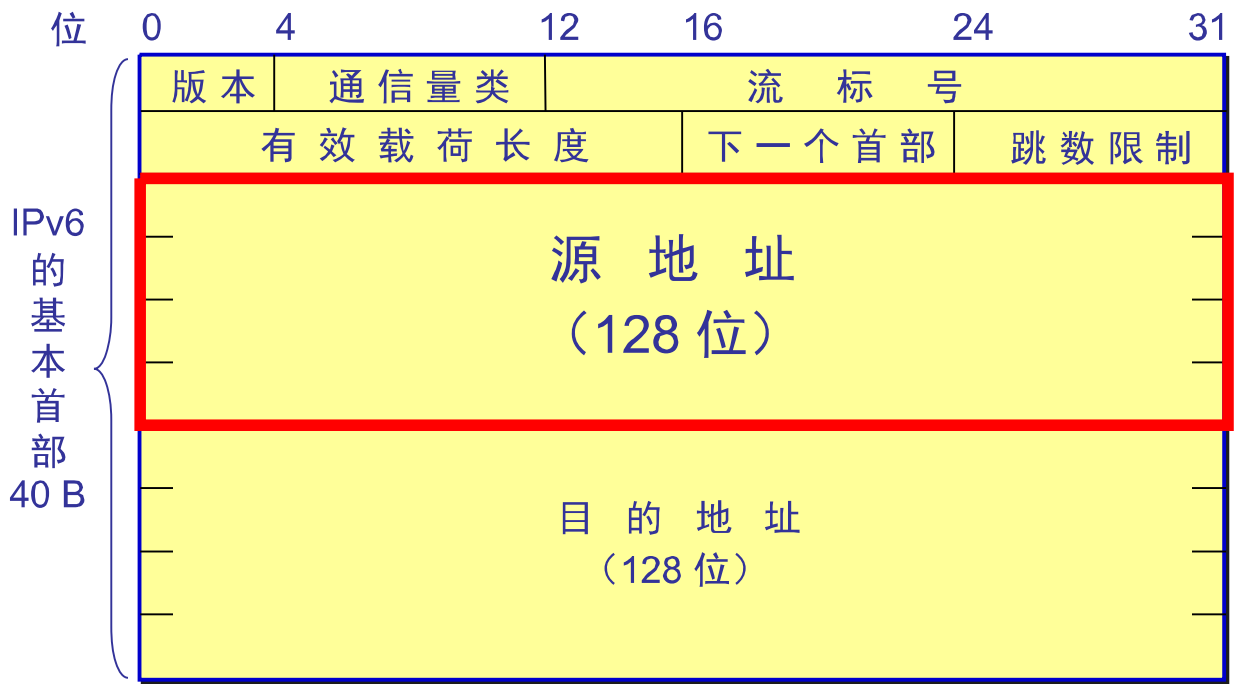 位 0 4 12 16 24 31
版本 通信量类 流标号
有效载荷长度 下一个首部 跳数限制
IPv6
的
基
本
首
部
40 B
源地址
（128 位）
目的地址
（128 位）